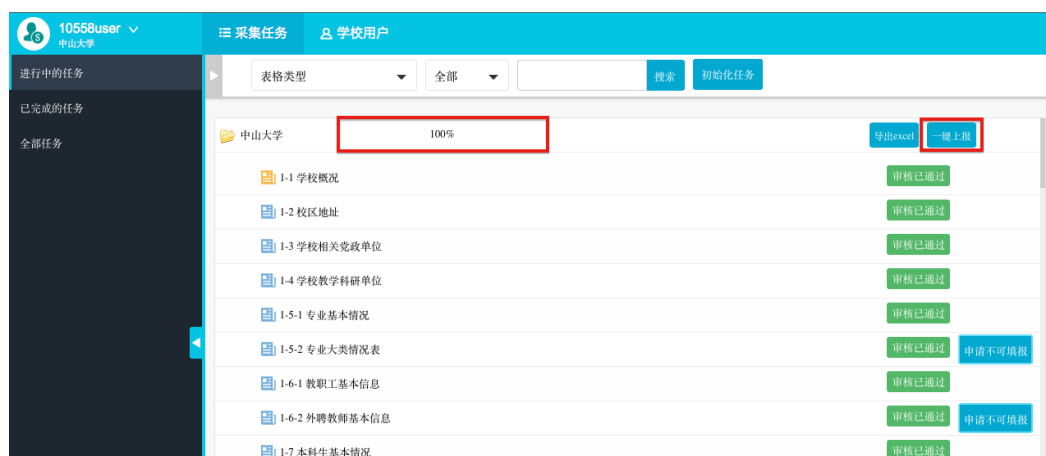 10558user
中山大学
采集任务 学校用户
进行中的任务
已完成的任务
全部任务
表格类型 全部 搜索 初始化任务
中山大学 100% 导出excel 一键上报
1-1 学校概况 审核已通过
1-2 校区地址 审核已通过
1-3 学校相关党政单位 审核已通过
1-4 学校教学科研单位 审核已通过
1-5-1 专业基本情况 审核已通过
1-5-2 专业大类情况表 审核已通过 申请不可填报
1-6-1 教职工基本信息 审核已通过
1-6-2 外聘教师基本信息 审核已通过 申请不可填报
1-7 本科生基本情况 审核已通过